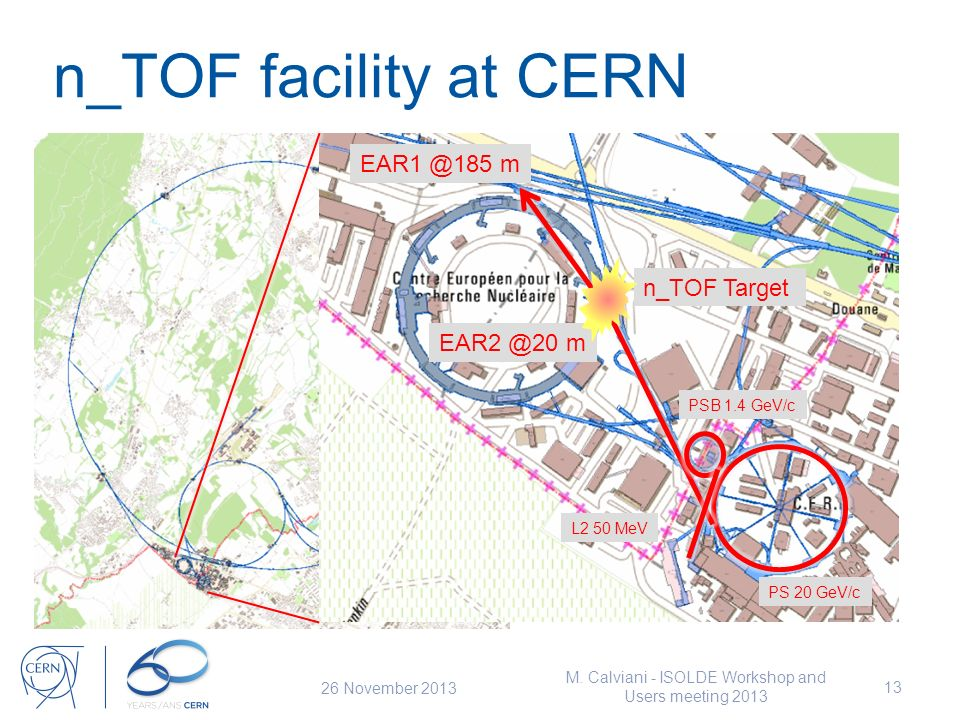 n_TOF facility at CERN
EAR1 @185 m
Centre Européen pour la
Recherche Nucléaire
n_TOF Target
Douane
EAR2 @20 m
PSB 1.4 GeV/c
C.E.R.
L2 50 MeV
PS 20 GeV/c
CERN
60
YEARS/ANS CERN
26 November 2013
M. Calviani - ISOLDE Workshop and
Users meeting 2013
13